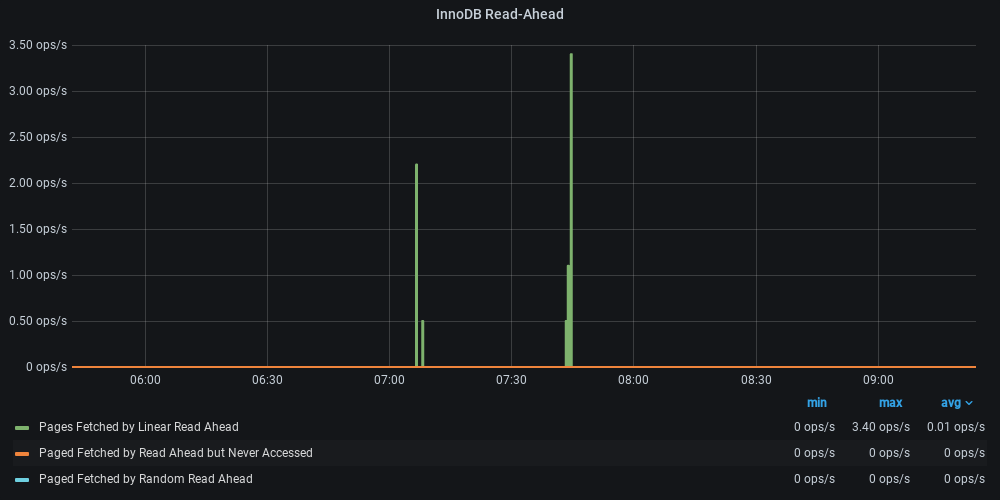 InnoDB Read-Ahead
3.50 ops/s
3.00 ops/s
2.50 ops/s
2.00 ops/s
1.50 ops/s
1.00 ops/s
0.50 ops/s
0 ops/s
06:00 06:30 07:00 07:30 08:00 08:30 09:00
min max avg
Pages Fetched by Linear Read Ahead 0 ops/s 3.40 ops/s 0.01 ops/s
Paged Fetched by Read Ahead but Never Accessed 0 ops/s 0 ops/s 0 ops/s
Paged Fetched by Random Read Ahead 0 ops/s 0 ops/s 0 ops/s